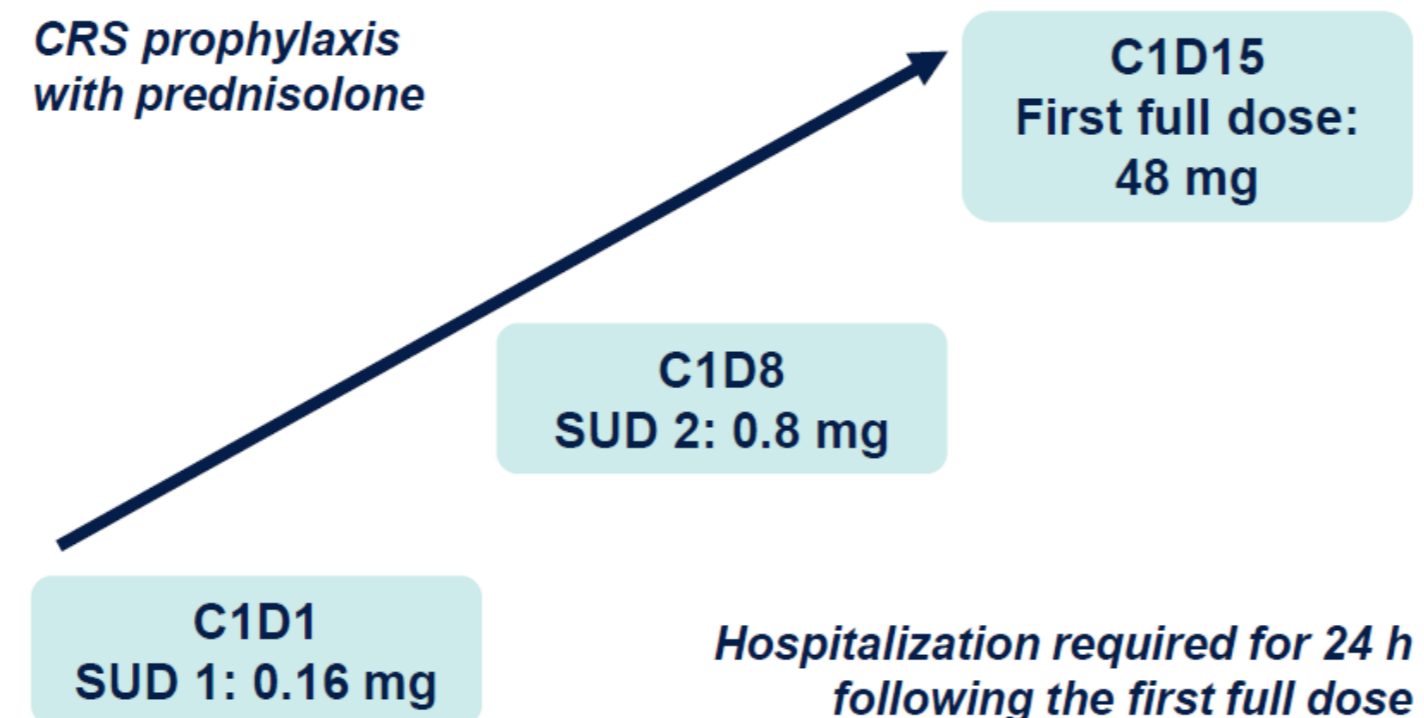 CRS prophylaxis
with prednisolone
C1D15
First full dose:
48 mg
C1D8
SUD 2: 0.8 mg
C1D1
SUD 1: 0.16 mg
Hospitalization required for 24 h
following the first full dose